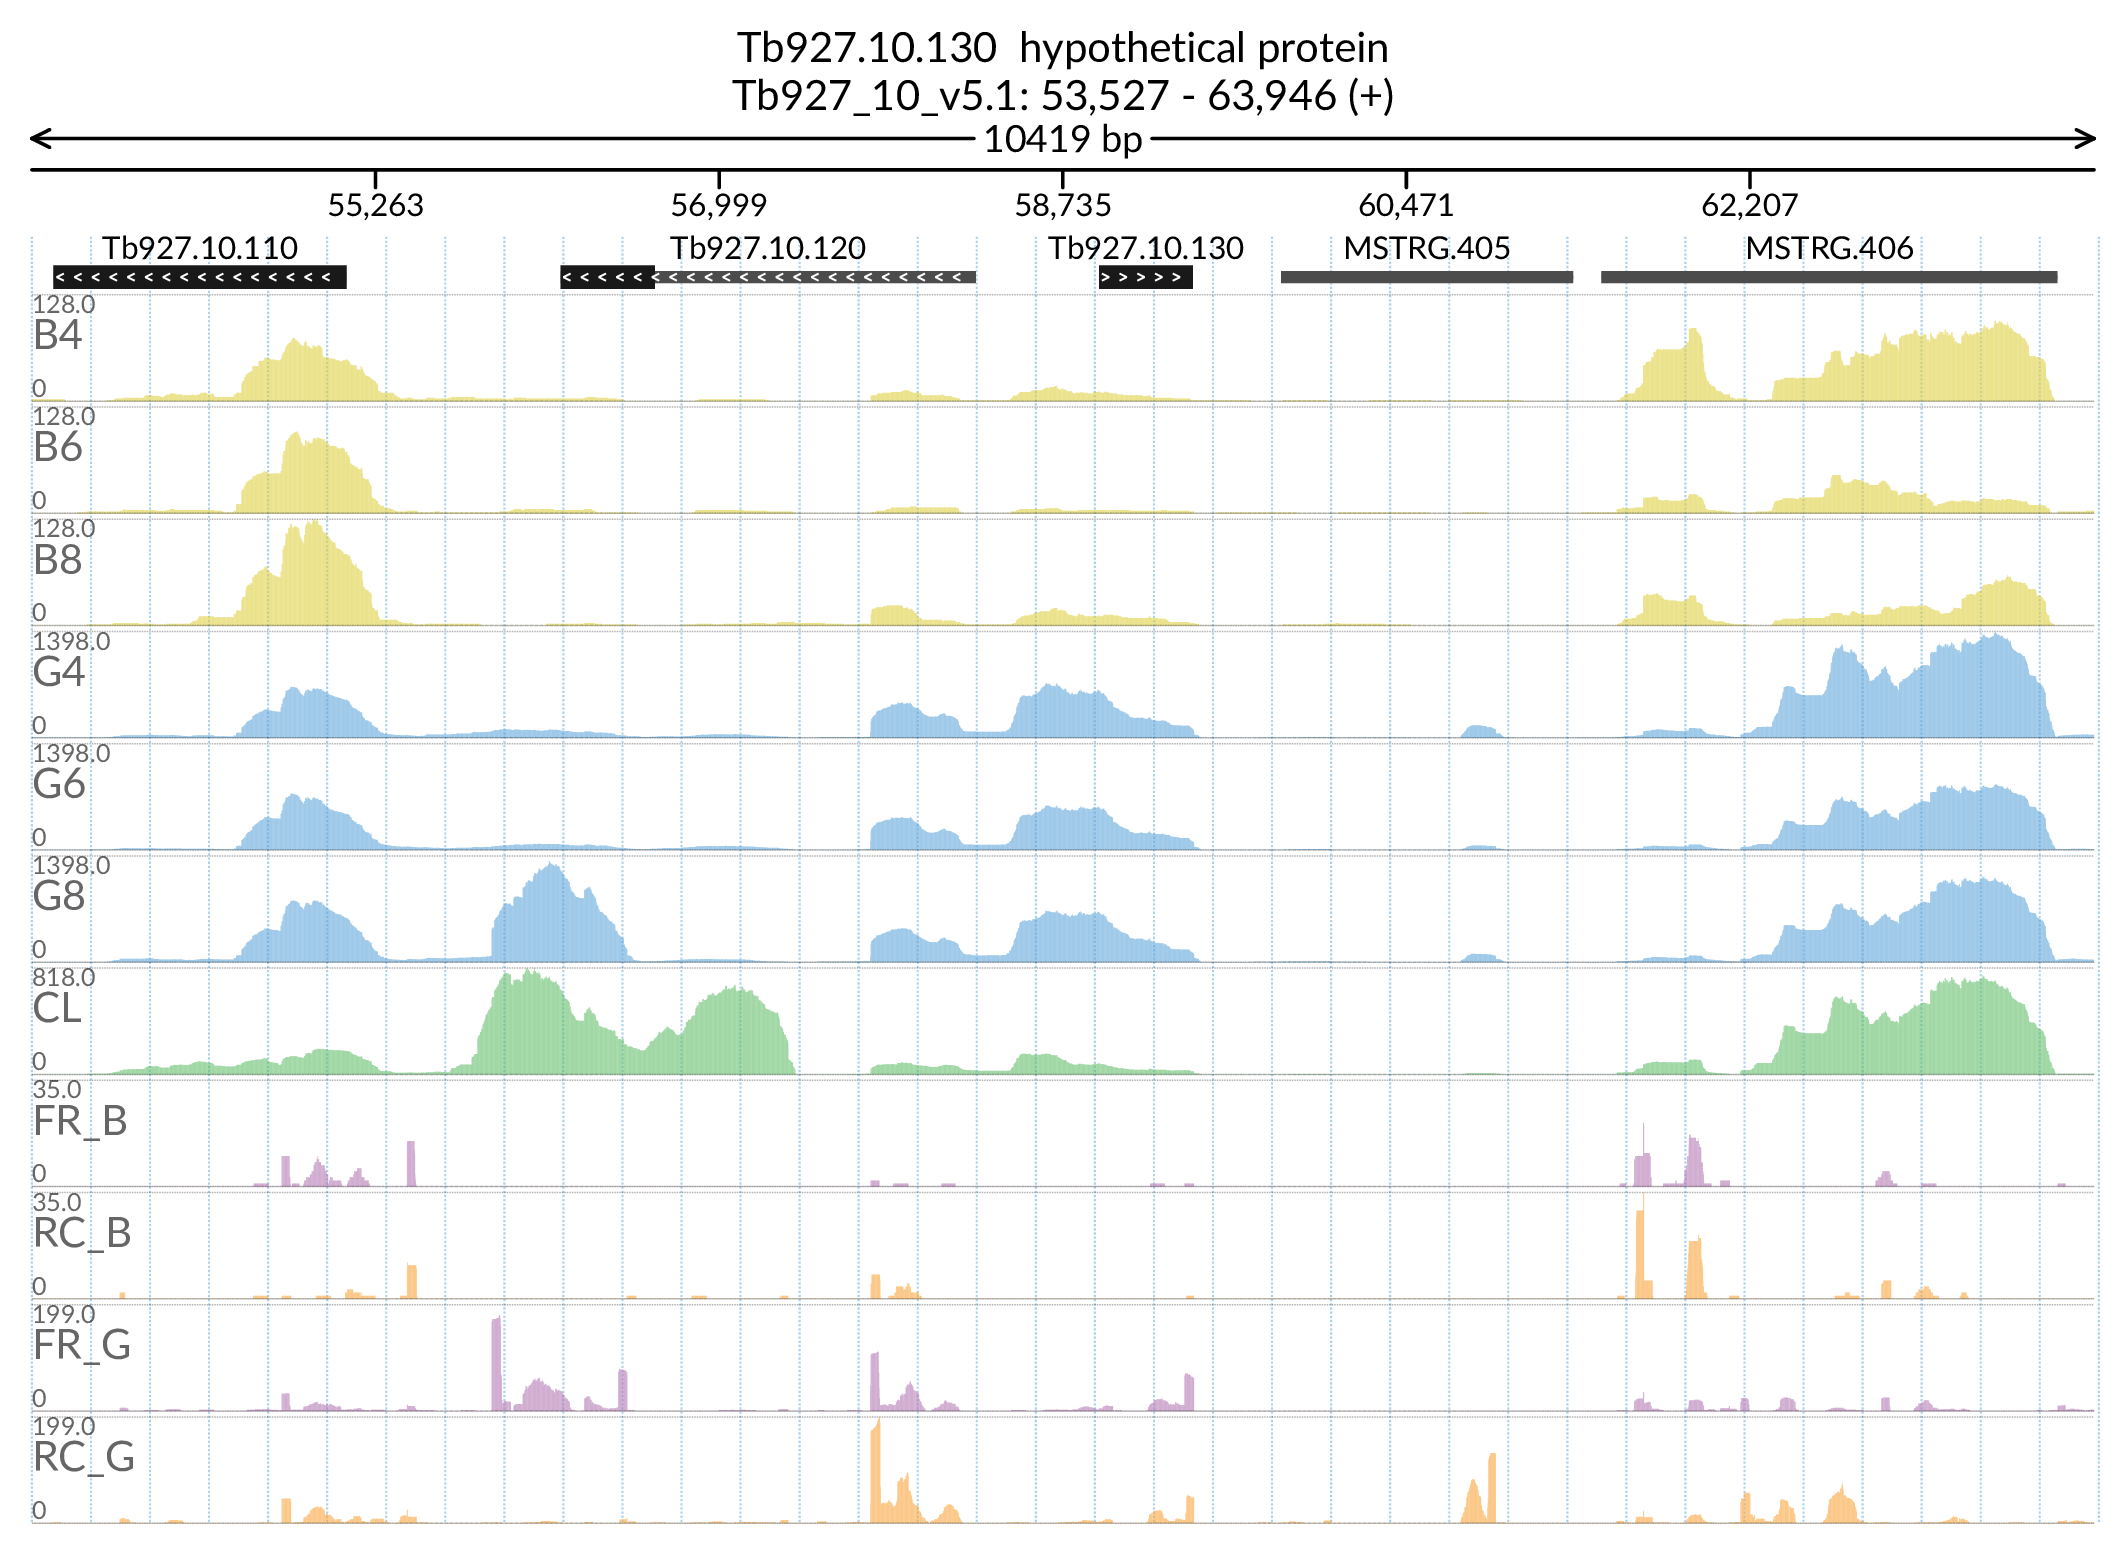 Tb927.10.130  hypothetical protein
Tb927_10_v5.1: 53,527 - 63,946 (+)
10419 bp
55,263 56,999 58,735 60,471 62,207
Tb927.10.110 Tb927.10.120 Tb927.10.130 MSTRG.405 MSTRG.406
128.0
B4
0
128.0
B6
0
128.0
B8
0
1398.0
G4
0
1398.0
G6
0
1398.0
G8
0
818.0
CL
0
35.0
FR_B
0
35.0
RC_B
0
199.0
FR_G
0
199.0
RC_G
0